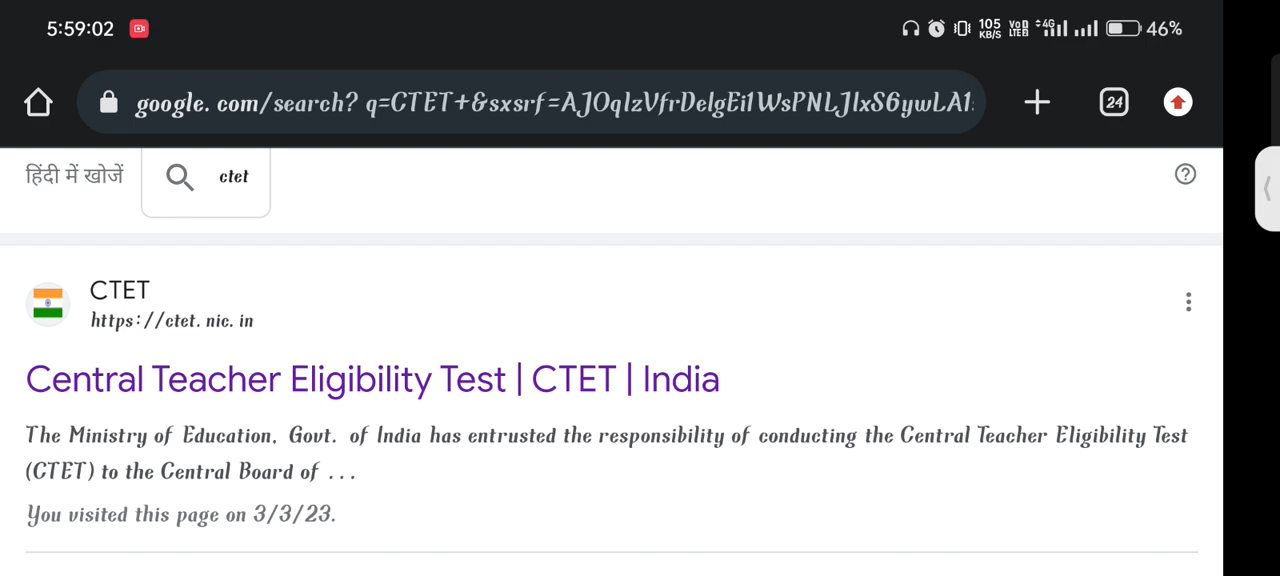 5:59:02 105 KB/S Vo LTE 4G 46%
google. com/search? q=CTET+&sxsrf=AJOqlzVfrDelgEi1WsPNLJlxS6ywLA1 24
हिंदी में खोजें ctet
CTET
https://ctet. nic. in
Central Teacher Eligibility Test | CTET | India
The Ministry of Education, Govt. of India has entrusted the responsibility of conducting the Central Teacher Eligibility Test
(CTET) to the Central Board of ...
You visited this page on 3/3/23.